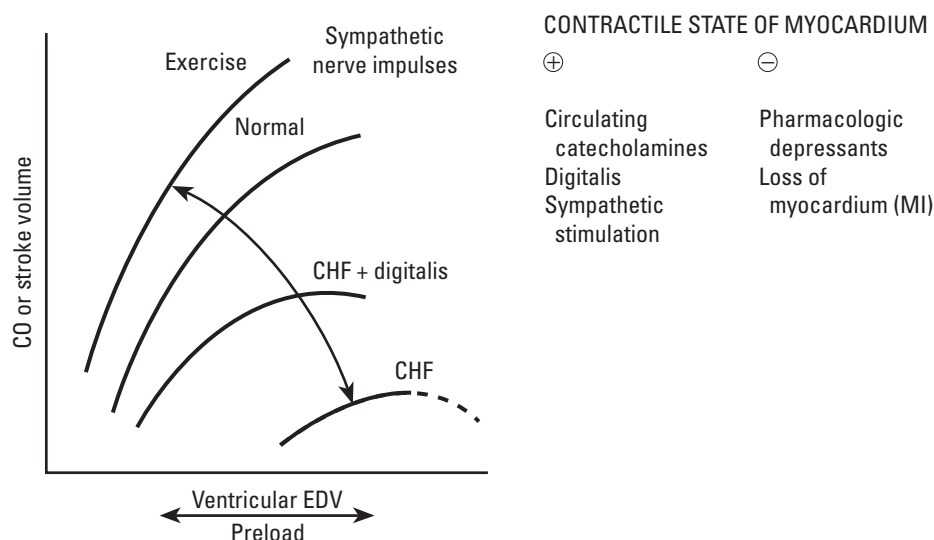 Exercise
Sympathetic
nerve impulses
Normal
CHF + digitalis
CHF
CO or stroke volume
Ventricular EDV
Preload
CONTRACTILE STATE OF MYOCARDIUM
⊕
⊖
Circulating
catecholamines
Digitalis
Sympathetic
stimulation
Pharmacologic
depressants
Loss of
myocardium (MI)